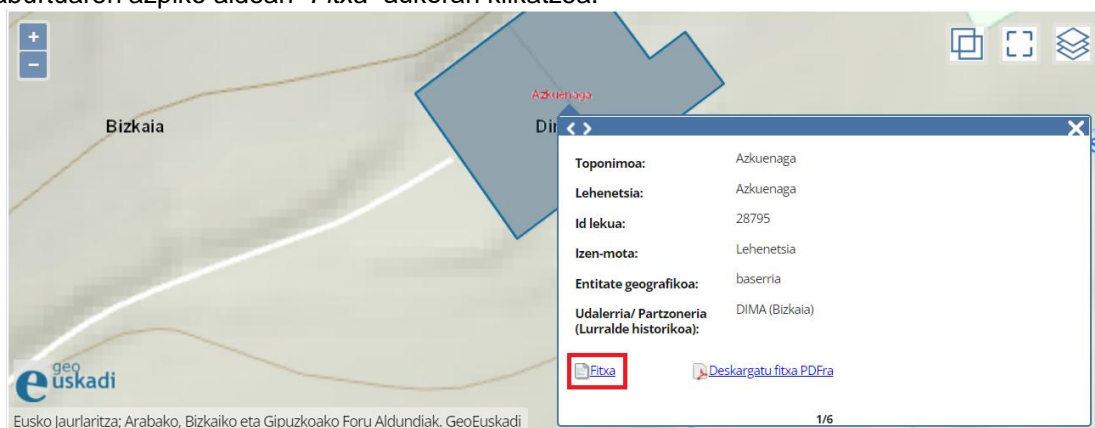 aburtuaren azpiko aldean "Fitxa" aukeran klikatzea:
+
-
Azkuenaga
Bizkaia
Toponimoa: Azkuenaga
Lehenetsia: Azkuenaga
Id lekua: 28795
Izen-mota: Lehenetsia
Entitate geografikoa: baserria
Udalerria/ Partzoneria DIMA (Bizkaia)
(Lurralde historikoa):
Fitxa Deskargatu fitxa PDFra
1/6
geo
euskadi
Eusko Jaurlaritza; Arabako, Bizkaiko eta Gipuzkoako Foru Aldundiak. GeoEuskadi